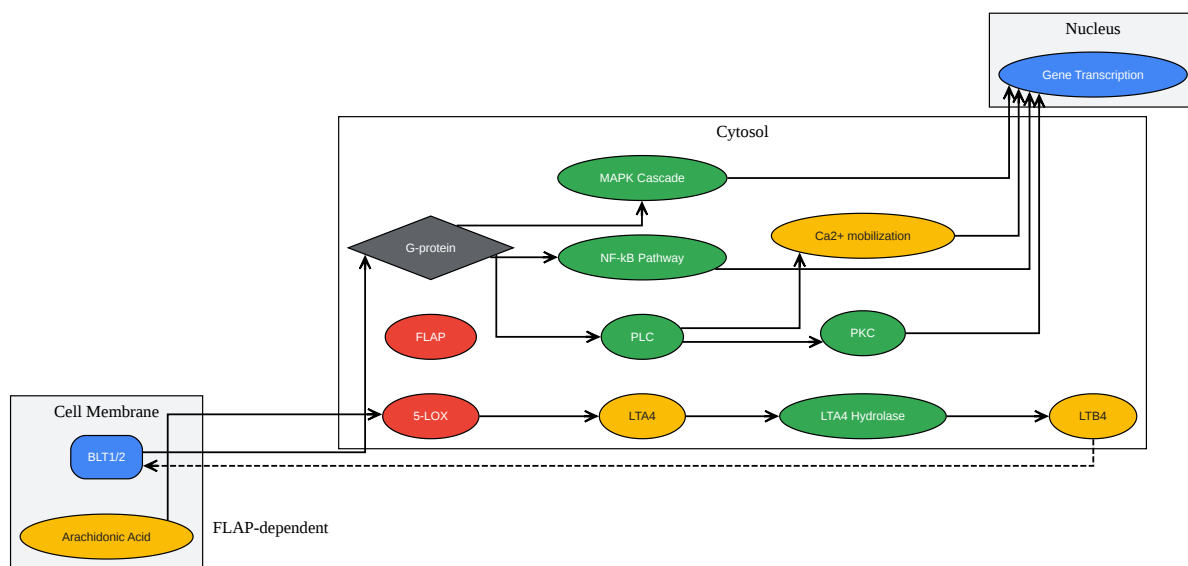 Nucleus
Gene Transcription
Cytosol
MAPK Cascade
Ca2+ mobilization
G-protein
NF-kB Pathway
FLAP
PLC
PKC
Cell Membrane
5-LOX
LTA4
LTA4 Hydrolase
LTB4
BLT1/2
FLAP-dependent
Arachidonic Acid